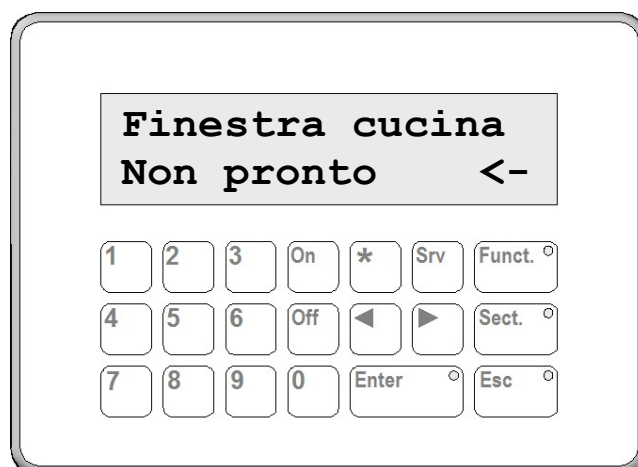 Finestra cucina
Non pronto <-
1 2 3 On * Srv Funct.
4 5 6 Off ◀ ▶ Sect.
7 8 9 0 Enter Esc